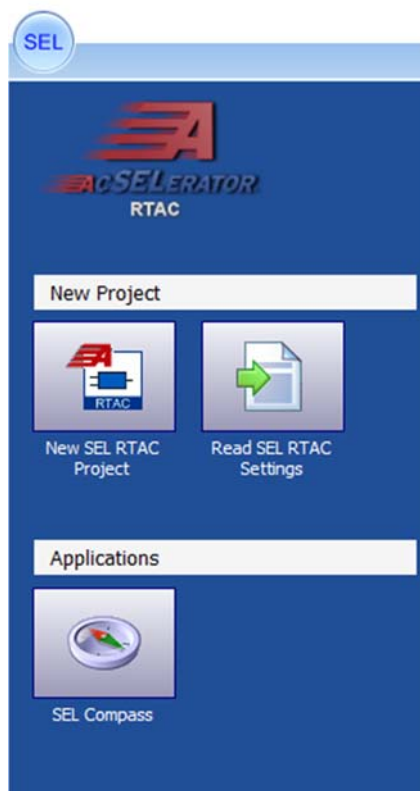 SEL
ACSELERATOR
RTAC
New Project
RTAC
New SEL RTAC
Project
Read SEL RTAC
Settings
Applications
SEL Compass